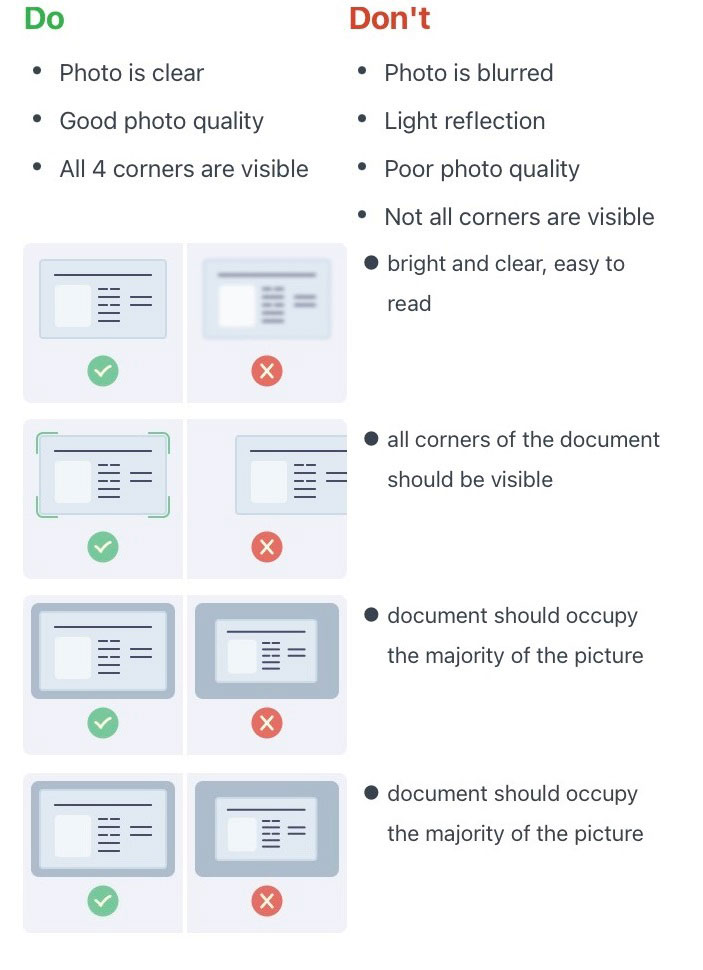 Do
Photo is clear
Good photo quality
All 4 corners are visible
Don't
Photo is blurred
Light reflection
Poor photo quality
Not all corners are visible
bright and clear, easy to
read
all corners of the document
should be visible
document should occupy
the majority of the picture
document should occupy
the majority of the picture